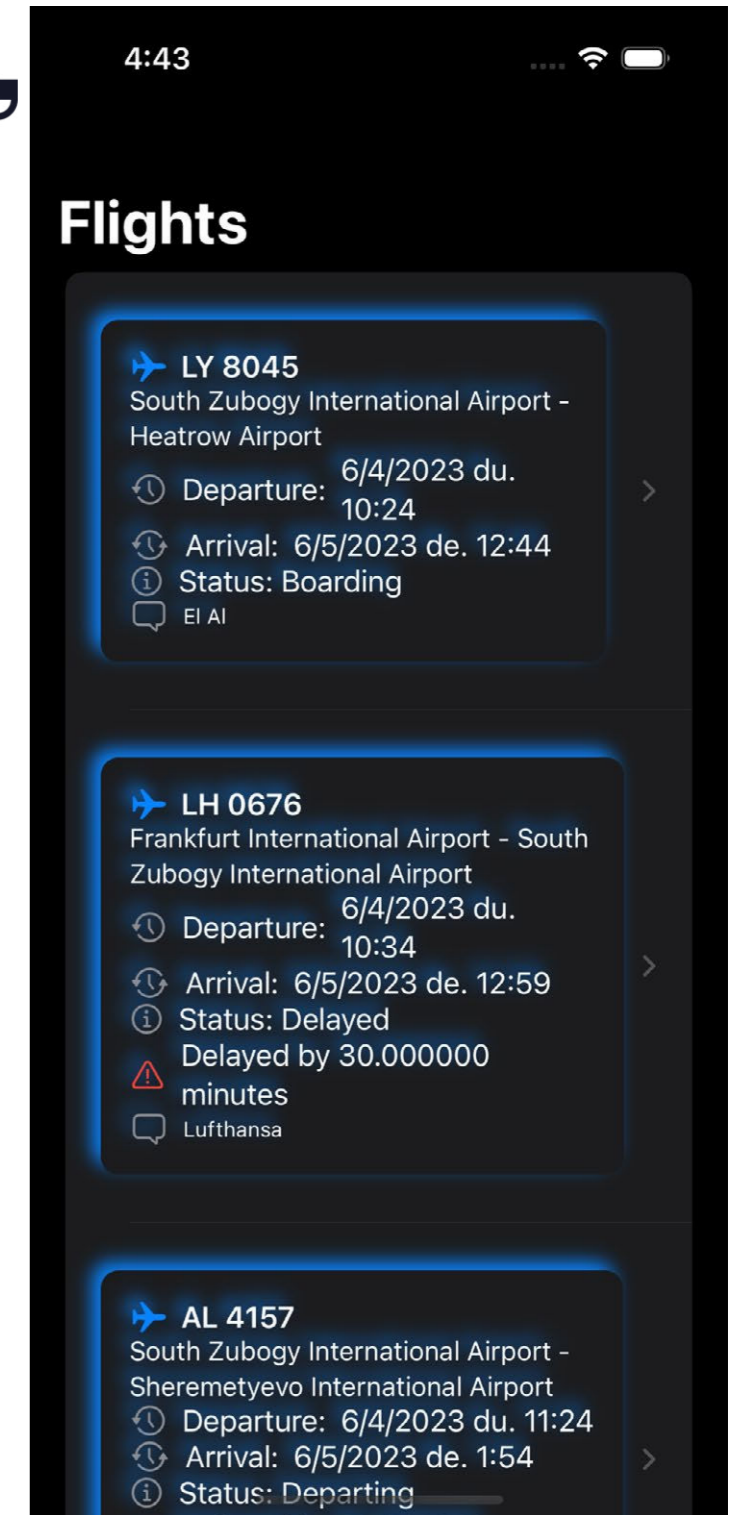 4:43
Flights
LY 8045
South Zubogy International Airport -
Heatrow Airport
Departure: 6/4/2023 du.
10:24
Arrival: 6/5/2023 de. 12:44
Status: Boarding
El Al
LH 0676
Frankfurt International Airport - South
Zubogy International Airport
Departure: 6/4/2023 du.
10:34
Arrival: 6/5/2023 de. 12:59
Status: Delayed
Delayed by 30.000000
minutes
Lufthansa
AL 4157
South Zubogy International Airport -
Sheremetyevo International Airport
Departure: 6/4/2023 du. 11:24
Arrival: 6/5/2023 de. 1:54
Status: Departing